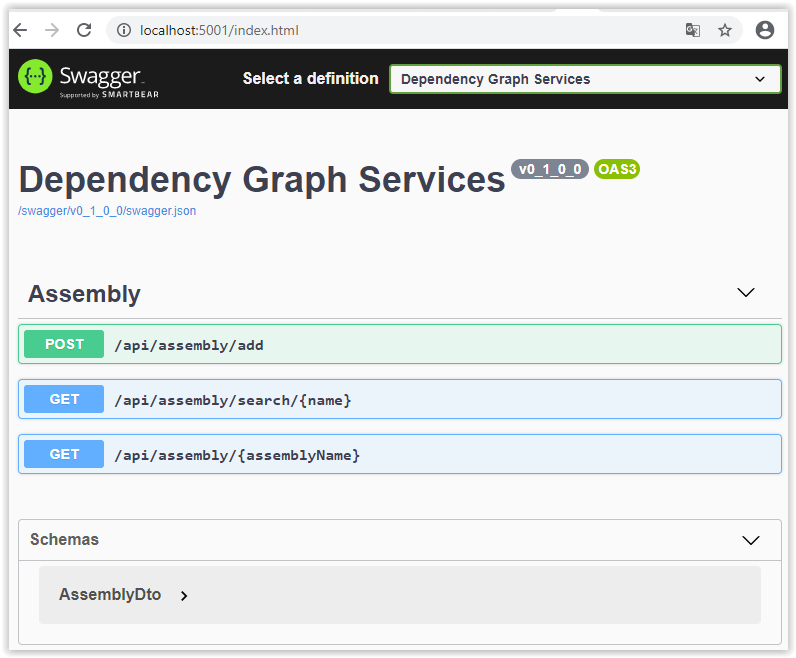 localhost:5001/index.html
Swagger
Supported by SMARTBEAR
Select a definition
Dependency Graph Services
Dependency Graph Services v0_1_0_0 OAS3
/swagger/v0_1_0_0/swagger.json
Assembly
POST /api/assembly/add
GET /api/assembly/search/{name}
GET /api/assembly/{assemblyName}
Schemas
AssemblyDto